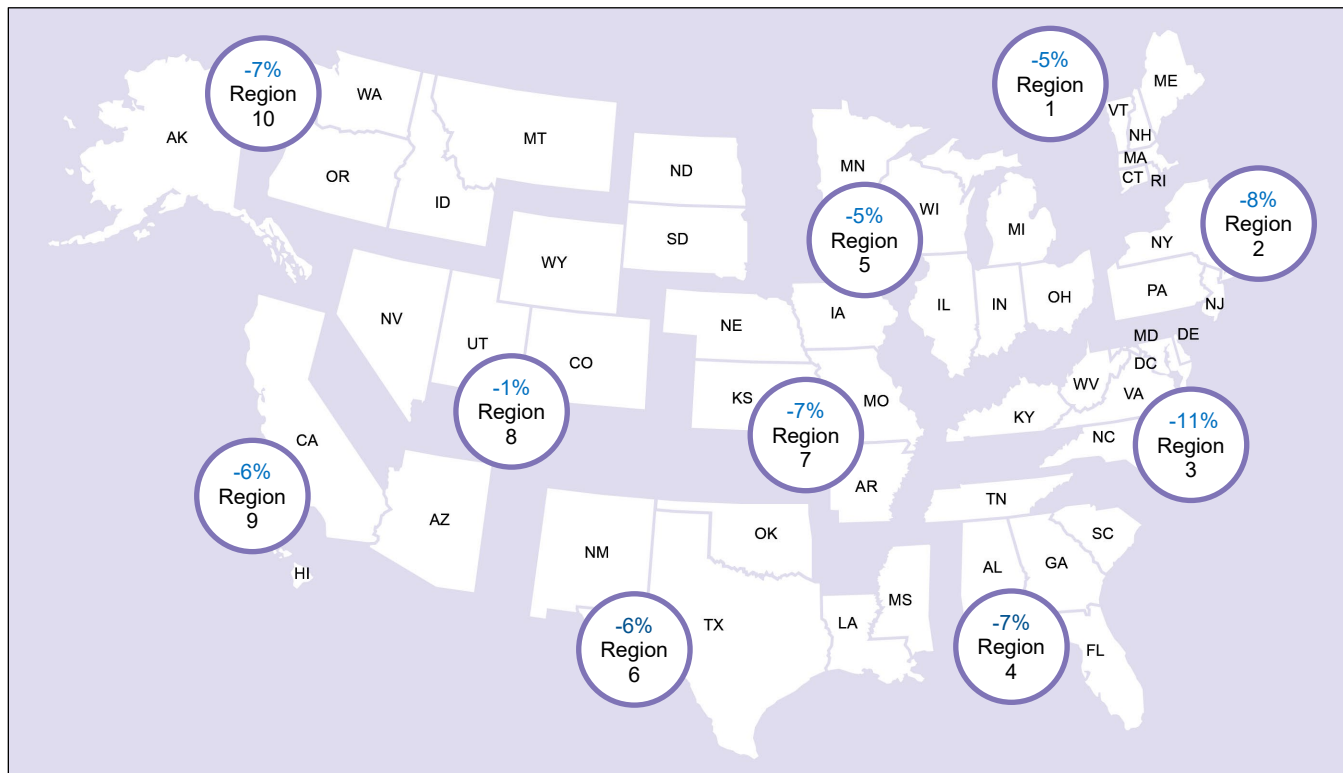 -7%
Region
10
-5%
Region
1
ME
WA
VT
AK
MT
NH
MN
MA
ND
OR
CT
RI
ID
WI
-5%
Region
5
-8%
Region
2
SD
MI
NY
WY
PA
IL
IN
OH
NJ
NV
NE
IA
MD
DE
UT
CO
DC
WV
VA
-1%
Region
8
KS
MO
-7%
Region
7
KY
NC
-11%
Region
3
CA
-6%
Region
9
AR
TN
AZ
OK
SC
NM
AL
GA
HI
MS
-6%
Region
6
TX
LA
-7%
Region
4
FL